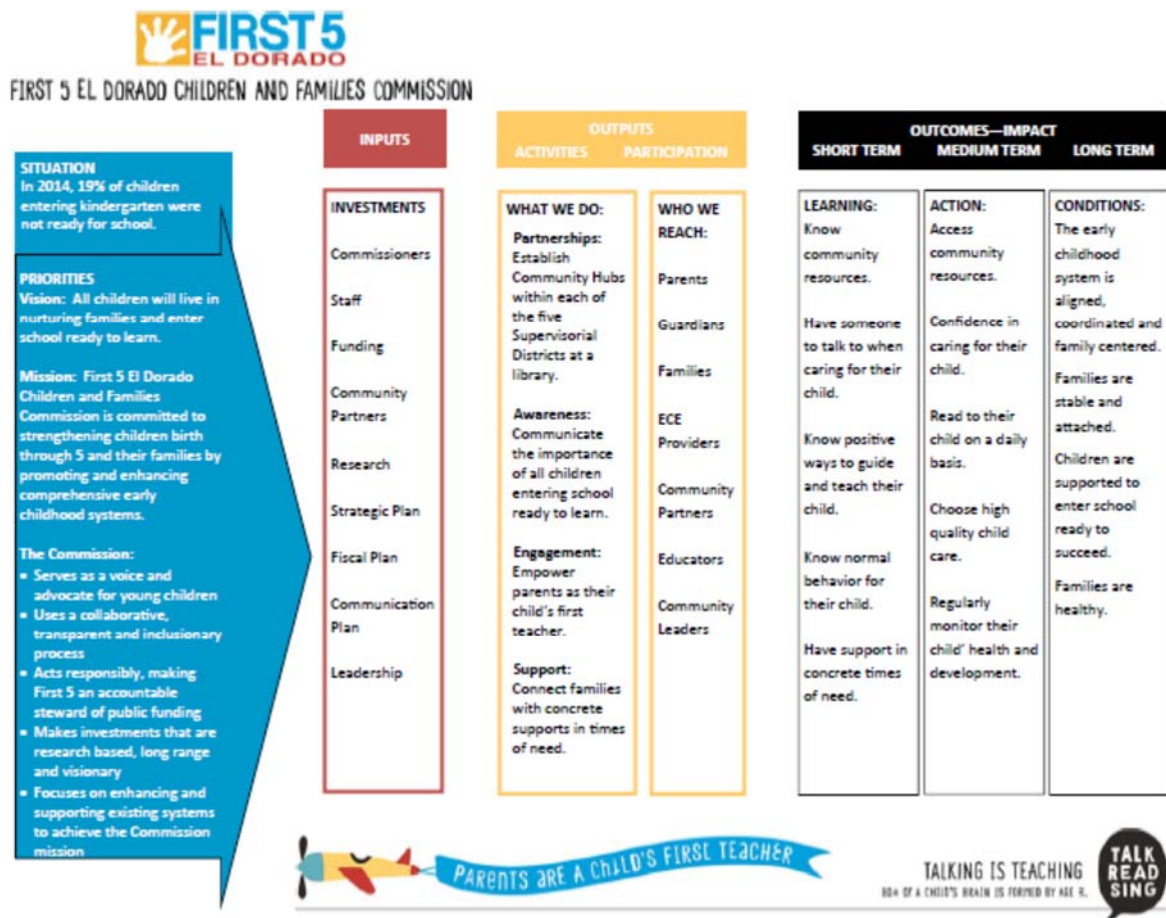 FIRST 5
EL DORADO
FIRST 5 EL DORADO CHILDREN AND FAMILIES COMMISSION
SITUATION
In 2014, 19% of children
entering kindergarten were
not ready for school.
PRIORITIES
Vision: All children will live in
nurturing families and enter
school ready to learn.
Mission: First 5 El Dorado
Children and Families
Commission is committed to
strengthening children birth
through 5 and their families by
promoting and enhancing
comprehensive early
childhood systems.
The Commission:
• Serves as a voice and
advocate for young children
• Uses a collaborative,
transparent and inclusionary
process
• Acts responsibly, making
First 5 an accountable
steward of public funding
• Makes investments that are
research based, long range
and visionary
• Focuses on enhancing and
supporting existing systems
to achieve the Commission
mission
INPUTS
INVESTMENTS
Commissioners
Staff
Funding
Community
Partners
Research
Strategic Plan
Fiscal Plan
Communication
Plan
Leadership
OUTPUTS
ACTIVITIES PARTICIPATION
WHAT WE DO:
Partnerships:
Establish
Community Hubs
within each of
the five
Supervisorial
Districts at a
library.
Awareness:
Communicate
the importance
of all children
entering school
ready to learn.
Engagement:
Empower
parents as their
child's first
teacher.
Support:
Connect families
with concrete
supports in times
of need.
WHO WE
REACH:
Parents
Guardians
Families
ECE
Providers
Community
Partners
Educators
Community
Leaders
OUTCOMES—IMPACT
SHORT TERM MEDIUM TERM LONG TERM
LEARNING:
Know
community
resources.
Have someone
to talk to when
caring for their
child.
Know positive
ways to guide
and teach their
child.
Know normal
behavior for
their child.
Have support in
concrete times
of need.
ACTION:
Access
community
resources.
Confidence in
caring for their
child.
Read to their
child on a daily
basis.
Choose high
quality child
care.
Regularly
monitor their
child' health and
development.
CONDITIONS:
The early
childhood
system is
aligned,
coordinated and
family centered.
Families are
stable and
attached.
Children are
supported to
enter school
ready to
succeed.
Families are
healthy.
PARENTS ARE A CHILD'S FIRST TEACHER
TALKING IS TEACHING
OF A CHILD'S BRAIN IS FORMED BY AGE
TALK
READ
SING